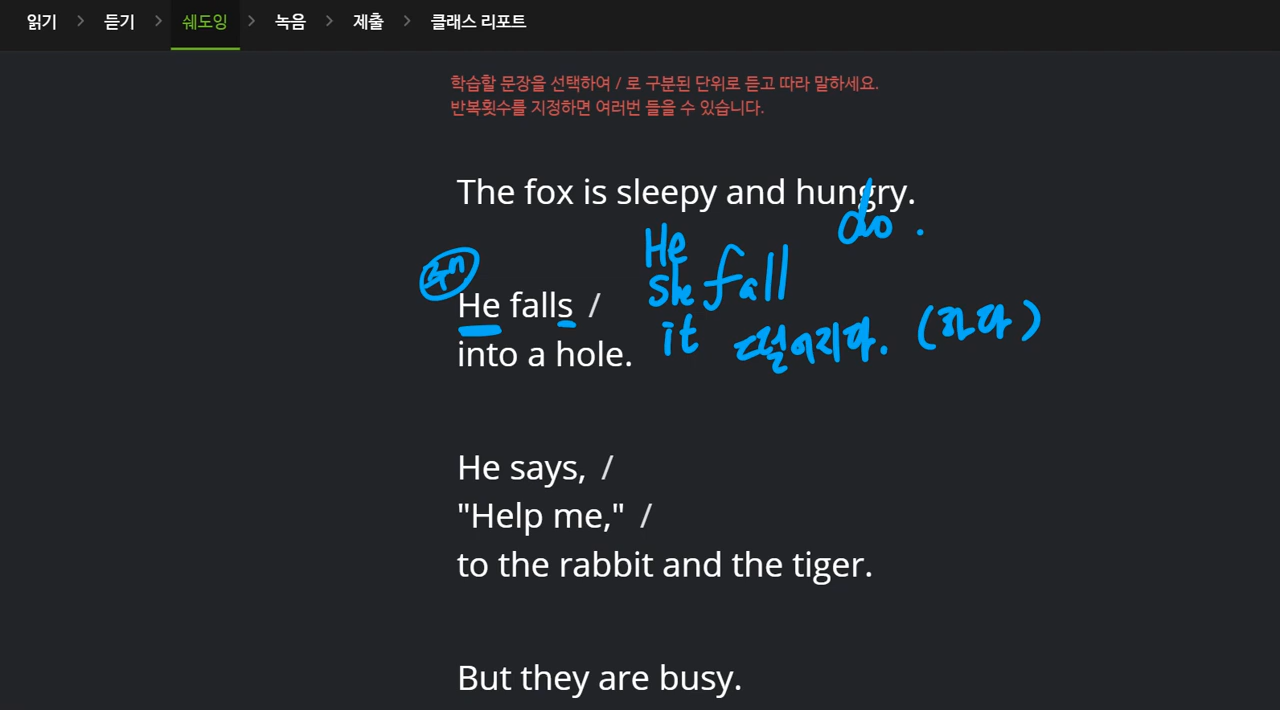 읽기 > 듣기 > 쉐도잉 > 녹음 > 제출 > 클래스 리포트
학습할 문장을 선택하여 / 로 구분된 단위로 듣고 따라 말하세요.
반복횟수를 지정하면 여러번 들을 수 있습니다.
The fox is sleepy and hungry.
do.
He
She fall
it 떨어지다. (하다)
He falls /
into a hole.
He says, /
"Help me," /
to the rabbit and the tiger.
But they are busy.